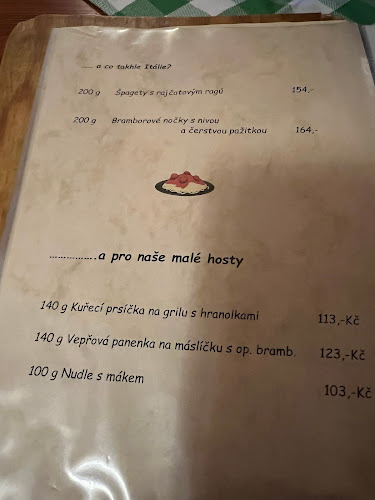 .... a co takhle Itálie?
200 g Špagety s rajčatovým ragú 154,-
200 g Bramborové nočky s nivou
a čerstvou pažitkou 164,-
................a pro naše malé hosty
140 g Kuřecí prsíčka na grilu s hranolkami 113,-Kč
140 g Vepřová panenka na máslíčku s op. bramb. 123,-Kč
100 g Nudle s mákem 103,-Kč